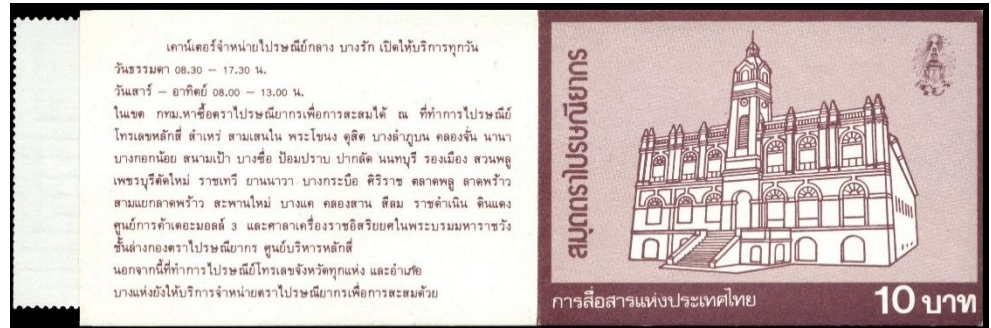 เคาน์เตอร์จำหน่ายไปรษณีย์กลาง บางรัก เปิดให้บริการทุกวัน
วันธรรมดา 08.30 – 17.30 น.
วันเสาร์ – อาทิตย์ 08.00 – 13.00 น.
ในเขต กทม.หาซื้อตราไปรษณียากรเพื่อการสะสมได้ ณ ที่ทำการไปรษณีย์
โทรเลขหลักสี่ สำเหร่ สามเสนใน พระโขนง ดุสิต บางลำภูบน คลองจั่น นานา
บางกอกน้อย สนามเป้า บางซื่อ ป้อมปราบ ปากลัด นนทบุรี รองเมือง สวนพลู
เพชรบุรีตัดใหม่ ราชเทวี ยานนาวา บางกระบือ ศิริราช ตลาดพลู ลาดพร้าว
สามแยกลาดพร้าว สะพานใหม่ บางแค คลองสาน สีลม ราชดำเนิน ดินแดง
ศูนย์การค้าเดอะมอลล์ 3 และศาลาเครื่องราชอิสริยยศในพระบรมมหาราชวัง
ชั้นล่างกองตราไปรษณียากร ศูนย์บริหารหลักสี่
นอกจากนี้ที่ทำการไปรษณีย์โทรเลขจังหวัดทุกแห่ง และอำเภอ
บางแห่งยังให้บริการจำหน่ายตราไปรษณียากรเพื่อการสะสมด้วย
สมุดตราไปรษณียากร
การสื่อสารแห่งประเทศไทย
10 บาท